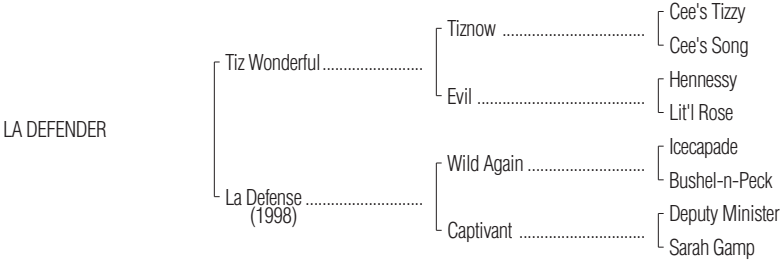 Cee's Tizzy
Tiznow ..................................
Cee's Song
Tiz Wonderful........................
Hennessy
Evil ........................................
Lit'l Rose
LA DEFENDER
Icecapade
Wild Again ............................
Bushel-n-Peck
La Defense ............................
(1998)
Deputy Minister
Captivant ..............................
Sarah Gamp